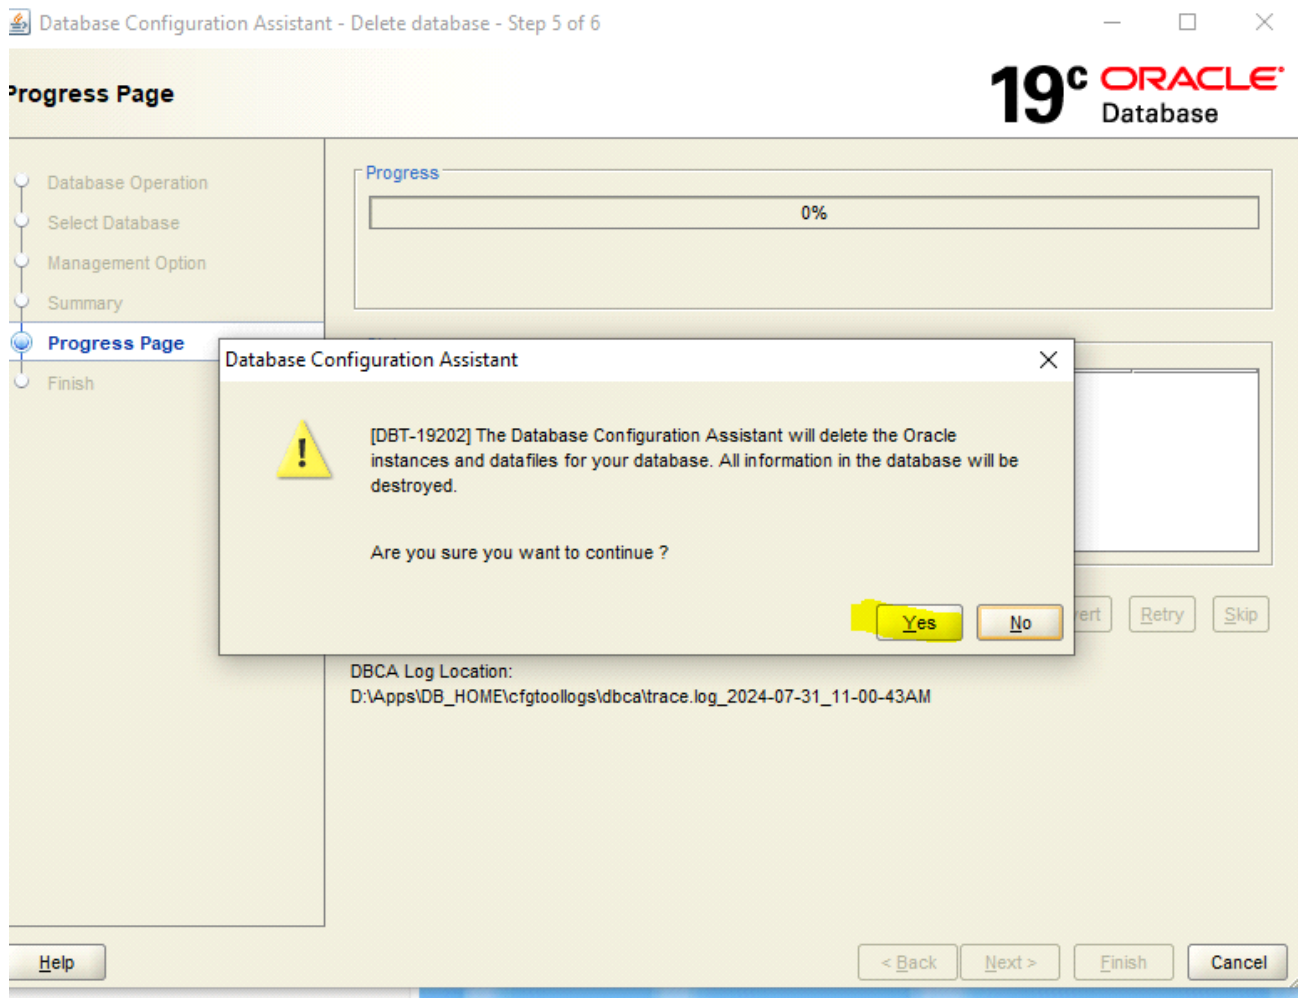 Database Configuration Assistant - Delete database - Step 5 of 6
Progress Page
19c ORACLE
Database
Database Operation
Select Database
Management Option
Summary
Progress Page
Finish
Progress
0%
Database Configuration Assistant
[DBT-19202] The Database Configuration Assistant will delete the Oracle
instances and datafiles for your database. All information in the database will be
destroyed.
Are you sure you want to continue ?
Yes
No
Retry
Skip
DBCA Log Location:
D:\Apps\DB_HOME\cfgtoollogs\dbca\trace.log_2024-07-31_11-00-43AM
Help
< Back
Next >
Finish
Cancel